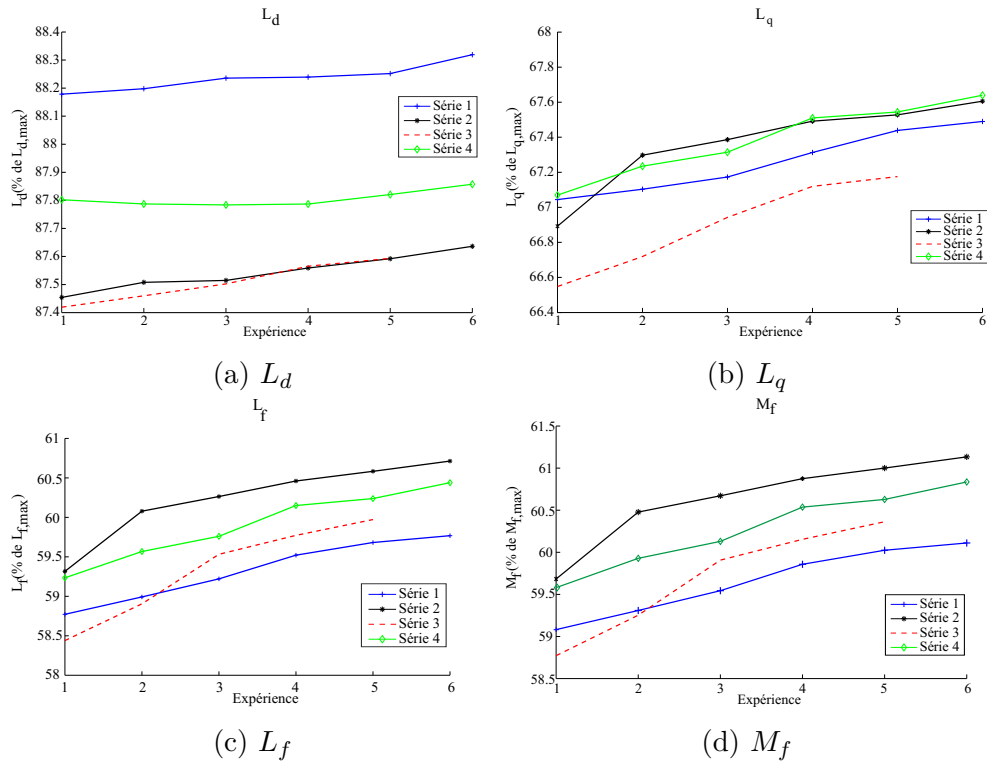 L_d
88.4
88.3
88.2
88.1
88
87.9
87.8
87.7
87.6
87.5
87.4
L_d(% de L_d,max)
Série 1
Série 2
Série 3
Série 4
1 2 3 4 5 6
Expérience
(a) L_d
L_q
68
67.8
67.6
67.4
67.2
67
66.8
66.6
66.4
L_q(% de L_q,max)
Série 1
Série 2
Série 3
Série 4
1 2 3 4 5 6
Expérience
(b) L_q
L_f
61
60.5
60
59.5
59
58.5
58
L_f(% de L_f,max)
Série 1
Série 2
Série 3
Série 4
1 2 3 4 5 6
Expérience
(c) L_f
M_f
61.5
61
60.5
60
59.5
59
58.5
M_f(% de M_f,max)
Série 1
Série 2
Série 3
Série 4
1 2 3 4 5 6
Expérience
(d) M_f